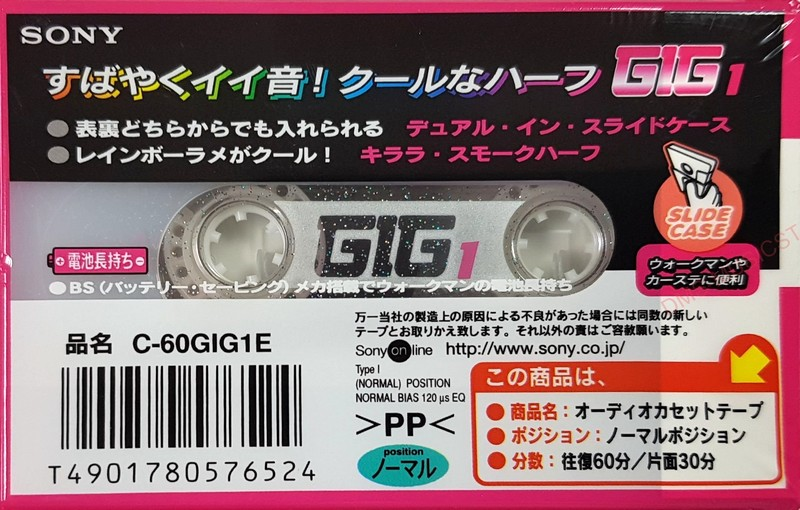 SONY
すばやくイイ音！クールなハーフ GIG1
●表裏どちらからでも入れられる デュアル・イン・スライドケース
●レインボーラメがクール！ キララ・スモークハーフ
SLIDE
CASE
GIG1
ウォークマンや
カーステに便利
+電池長持ち-
●BS（バッテリー・セービング）メカ搭載でウォークマンの電池長持ち
万一当社の製造上の原因による不良があった場合には同数の新しい
テープとお取りかえ致します。それ以外の責はご容赦願います。
品名 C-60GIG1E
Sony on line http://www.sony.co.jp/
Type I
(NORMAL) POSITION
NORMAL BIAS 120 μs EQ
>PP<
position
ノーマル
この商品は、
●商品名：オーディオカセットテープ
●ポジション：ノーマルポジション
●分数：往復60分／片面30分
T4901780576524